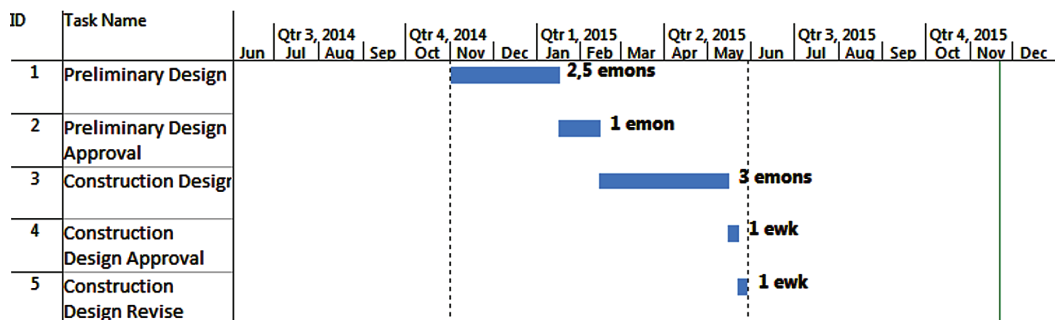 ID Task Name
Qtr 3, 2014 Qtr 4, 2014 Qtr 1, 2015 Qtr 2, 2015 Qtr 3, 2015 Qtr 4, 2015
Jun Jul Aug Sep Oct Nov Dec Jan Feb Mar Apr May Jun Jul Aug Sep Oct Nov Dec
1 Preliminary Design 2,5 emons
2 Preliminary Design 1 emon
Approval
3 Construction Design 3 emons
4 Construction 1 ewk
Design Approval
5 Construction 1 ewk
Design Revise